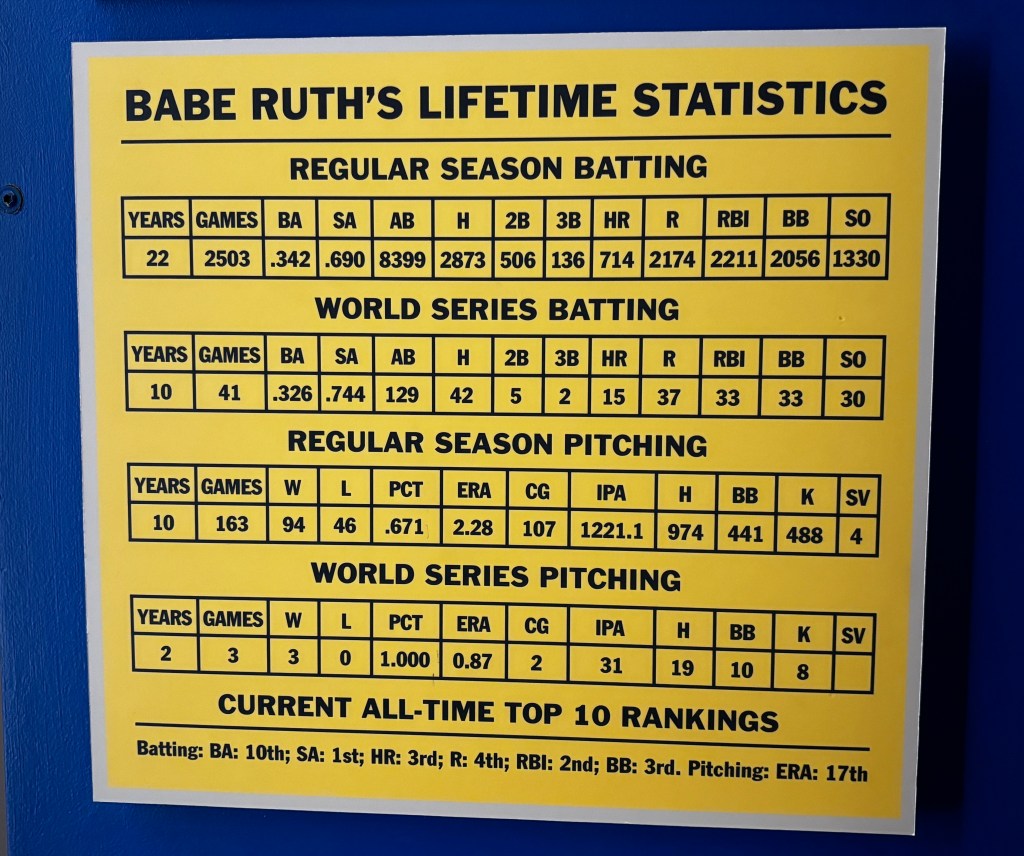 BABE RUTH'S LIFETIME STATISTICS
REGULAR SEASON BATTING
YEARS GAMES BA SA AB H 2B 3B HR R RBI BB SO
22 2503 .342 .690 8399 2873 506 136 714 2174 2211 2056 1330
WORLD SERIES BATTING
YEARS GAMES BA SA AB H 2B 3B HR R RBI BB SO
10 41 .326 .744 129 42 5 2 15 37 33 33 30
REGULAR SEASON PITCHING
YEARS GAMES W L PCT ERA CG IPA H BB K SV
10 163 94 46 .671 2.28 107 1221.1 974 441 488 4
WORLD SERIES PITCHING
YEARS GAMES W L PCT ERA CG IPA H BB K SV
2 3 3 0 1.000 0.87 2 31 19 10 8
CURRENT ALL-TIME TOP 10 RANKINGS
Batting: BA: 10th; SA: 1st; HR: 3rd; R: 4th; RBI: 2nd; BB: 3rd. Pitching: ERA: 17th